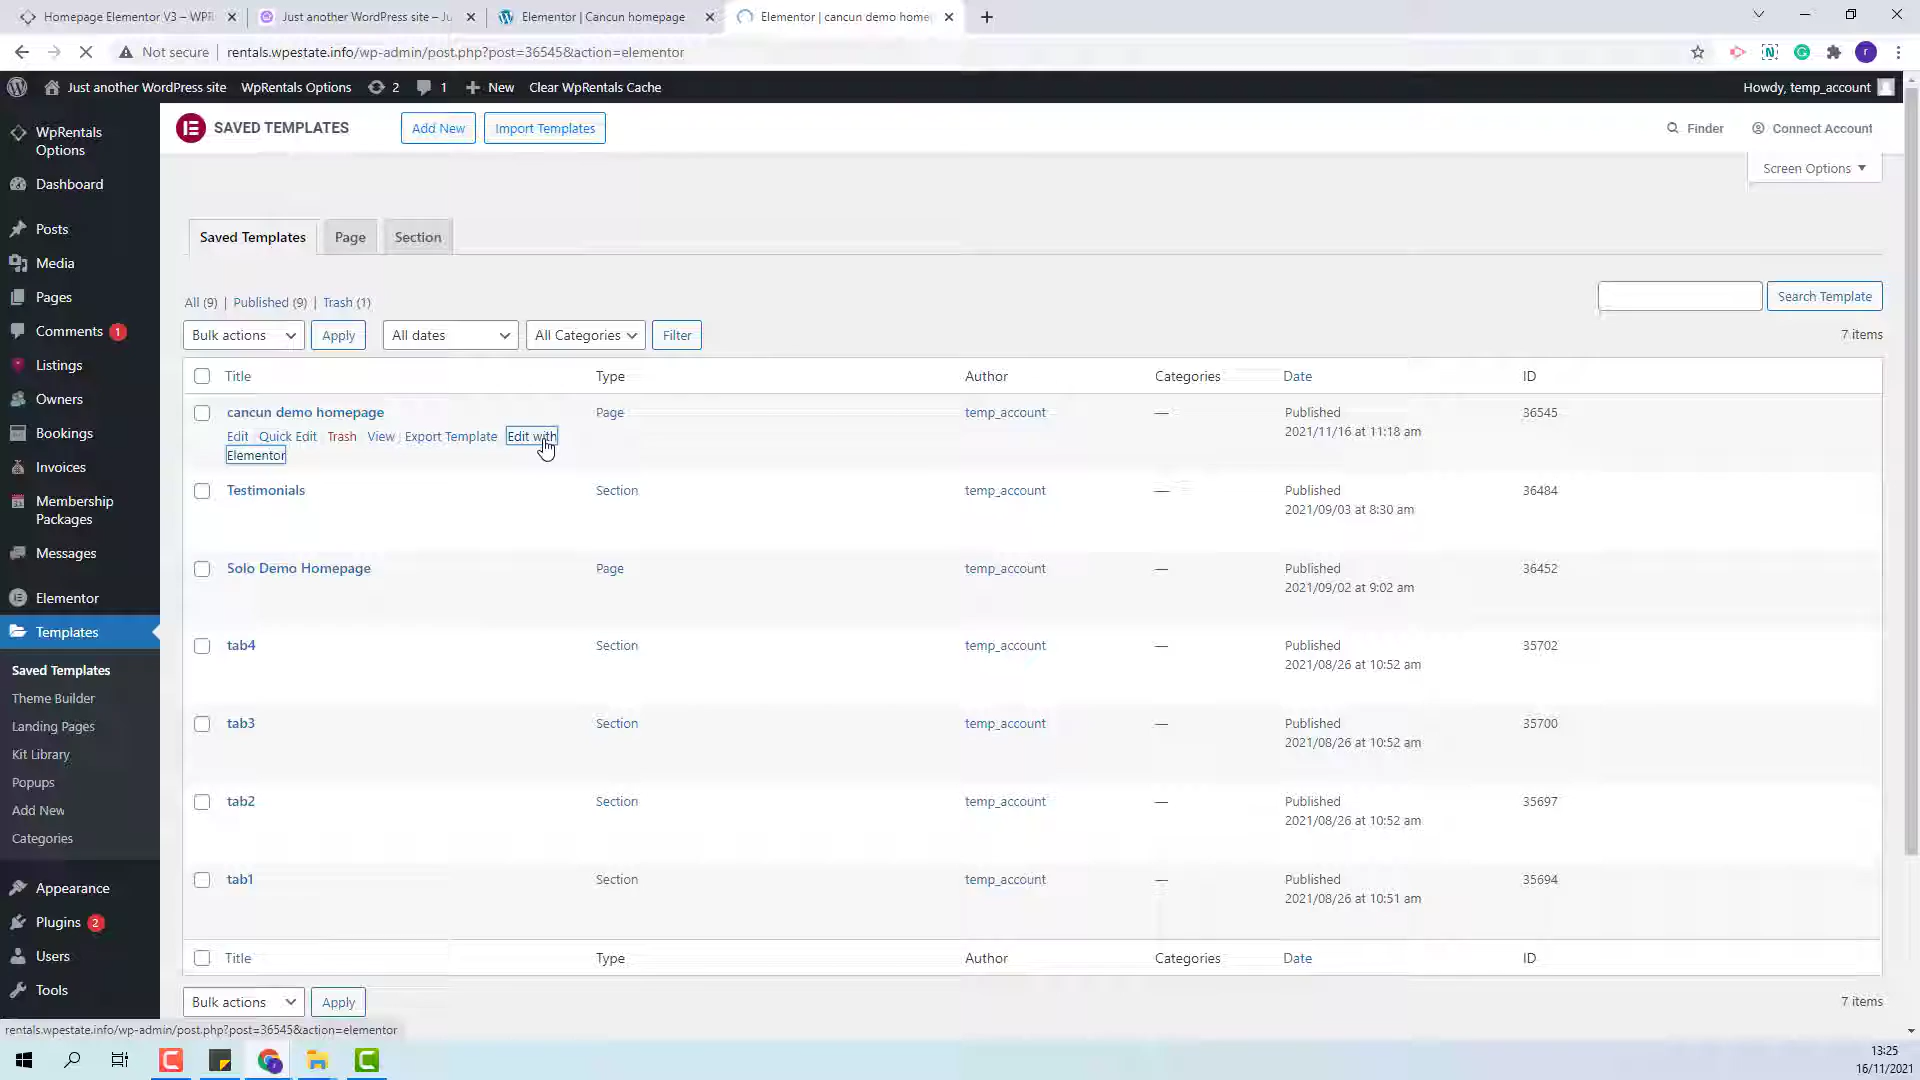 Homepage Elementor V3 – WPR
Just another WordPress site – Ju
Elementor | Cancun homepage
Elementor | cancun demo home
Not secure
rentals.wpestate.info/wp-admin/post.php?post=36545&action=elementor
r
Just another WordPress site
WpRentals Options
2
1
New
Clear WpRentals Cache
Howdy, temp_account
WpRentals Options
Dashboard
Posts
Media
Pages
Comments 1
Listings
Owners
Bookings
Invoices
Membership Packages
Messages
Elementor
Templates
Saved Templates
Theme Builder
Landing Pages
Kit Library
Popups
Add New
Categories
Appearance
Plugins 2
Users
Tools
SAVED TEMPLATES
Add New
Import Templates
Finder
Connect Account
Screen Options
Saved Templates
Page
Section
All (9) | Published (9) | Trash (1)
Search Template
Bulk actions
Apply
All dates
All Categories
Filter
7 items
Title Type Author Categories Date ID
cancun demo homepage Page temp_account — Published 36545
2021/11/16 at 11:18 am
Edit Quick Edit Trash View Export Template Edit with
Elementor
Testimonials Section temp_account — Published 36484
2021/09/03 at 8:30 am
Solo Demo Homepage Page temp_account — Published 36452
2021/09/02 at 9:02 am
tab4 Section temp_account — Published 35702
2021/08/26 at 10:52 am
tab3 Section temp_account — Published 35700
2021/08/26 at 10:52 am
tab2 Section temp_account — Published 35697
2021/08/26 at 10:52 am
tab1 Section temp_account — Published 35694
2021/08/26 at 10:51 am
Title Type Author Categories Date ID
Bulk actions
Apply
7 items
rentals.wpestate.info/wp-admin/post.php?post=36545&action=elementor
13:25
16/11/2021